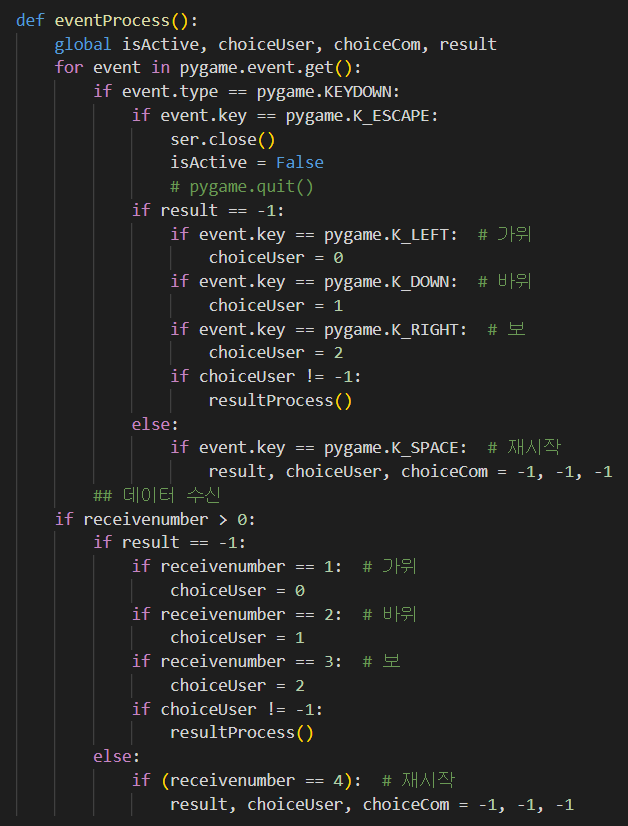 def eventProcess():
    global isActive, choiceUser, choiceCom, result
    for event in pygame.event.get():
        if event.type == pygame.KEYDOWN:
            if event.key == pygame.K_ESCAPE:
                ser.close()
                isActive = False
                # pygame.quit()
            if result == -1:
                if event.key == pygame.K_LEFT:  # 가위
                    choiceUser = 0
                if event.key == pygame.K_DOWN:  # 바위
                    choiceUser = 1
                if event.key == pygame.K_RIGHT:  # 보
                    choiceUser = 2
                if choiceUser != -1:
                    resultProcess()
            else:
                if event.key == pygame.K_SPACE:  # 재시작
                    result, choiceUser, choiceCom = -1, -1, -1
        ## 데이터 수신
    if receivenumber > 0:
        if result == -1:
            if receivenumber == 1:  # 가위
                choiceUser = 0
            if receivenumber == 2:  # 바위
                choiceUser = 1
            if receivenumber == 3:  # 보
                choiceUser = 2
            if choiceUser != -1:
                resultProcess()
        else:
            if (receivenumber == 4):  # 재시작
                result, choiceUser, choiceCom = -1, -1, -1